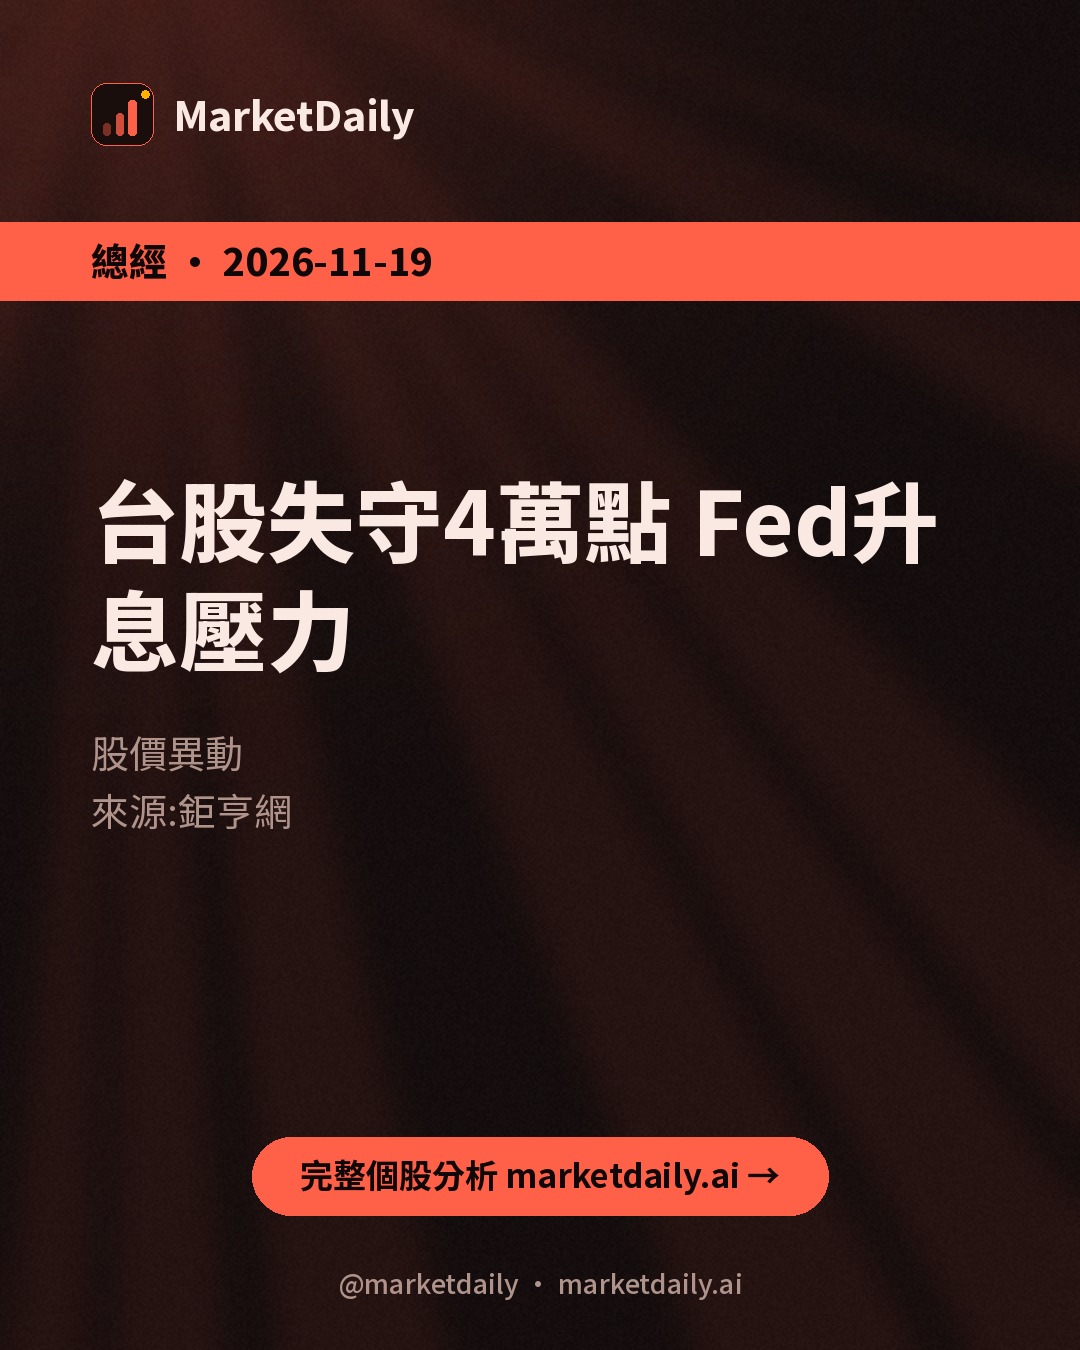 MarketDaily
總經 • 2026-11-19
台股失守4萬點 Fed升
息壓力
股價異動
來源:鉅亨網
完整個股分析 marketdaily.ai →
@marketdaily • marketdaily.ai